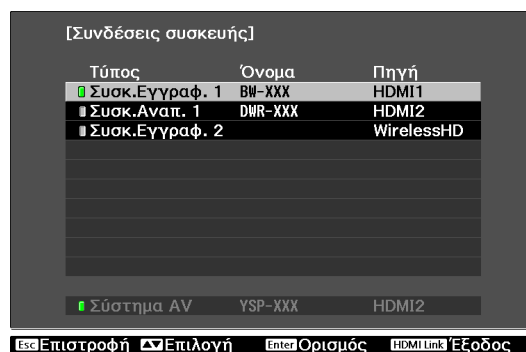 [Συνδέσεις συσκευής]
Τύπος Όνομα Πηγή
Συσκ.Εγγραφ. 1 BW-XXX HDMI1
Συσκ.Αναπ. 1 DWR-XXX HDMI2
Συσκ.Εγγραφ. 2 WirelessHD
Σύστημα AV YSP-XXX HDMI2
Esc Επιστροφή Επιλογή Enter Ορισμός HDMI Link Έξοδος